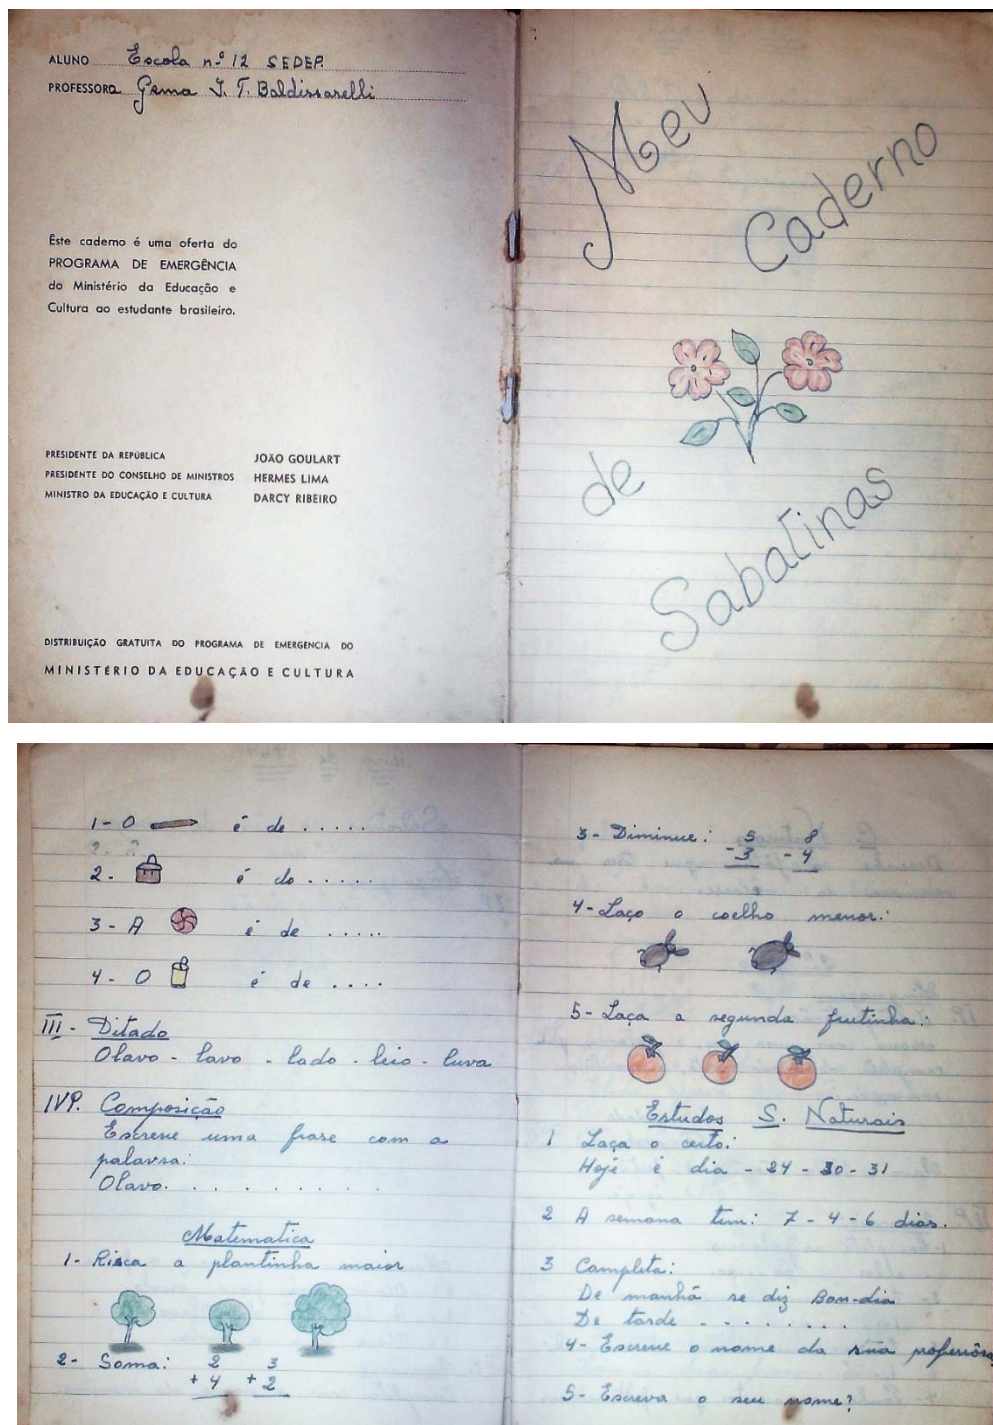 ALUNO Escola nº 12 SEDEP.
PROFESSORA Gema I. T. Baldissarelli
Este caderno é uma oferta do
PROGRAMA DE EMERGÊNCIA
do Ministério da Educação e
Cultura ao estudante brasileiro.
PRESIDENTE DA REPÚBLICA JOÃO GOULART
PRESIDENTE DO CONSELHO DE MINISTROS HERMES LIMA
MINISTRO DA EDUCAÇÃO E CULTURA DARCY RIBEIRO
DISTRIBUIÇÃO GRATUITA DO PROGRAMA DE EMERGÊNCIA DO
MINISTÉRIO DA EDUCAÇÃO E CULTURA
Meu
Caderno
de
Sabatinas
1- O é de .....
2- é do .....
3- A é de .....
4- O é de ....
III- Ditado
Olavo - lavo - lado - leio - luva
IVP. Composição
Escreve uma frase com a
palavra:
Olavo. . . . . . . . .
Matematica
1- Risca a plantinha maior
2- Soma: 2 3
+ 4 + 2
3- Diminue: 5 8
- 3 - 4
4- Laço o coelho menor:
5- Laça a segunda frutinha:
Estudos S. Naturais
1 Laça o certo:
Hoje é dia - 24 - 30 - 31
2 A semana tem: 7 - 4 - 6 dias.
3 Completa:
De manhã se diz Bom-dia
De tarde - . . . . . . . .
4- Escreve o nome da sua professôra
5- Escreva o seu nome?